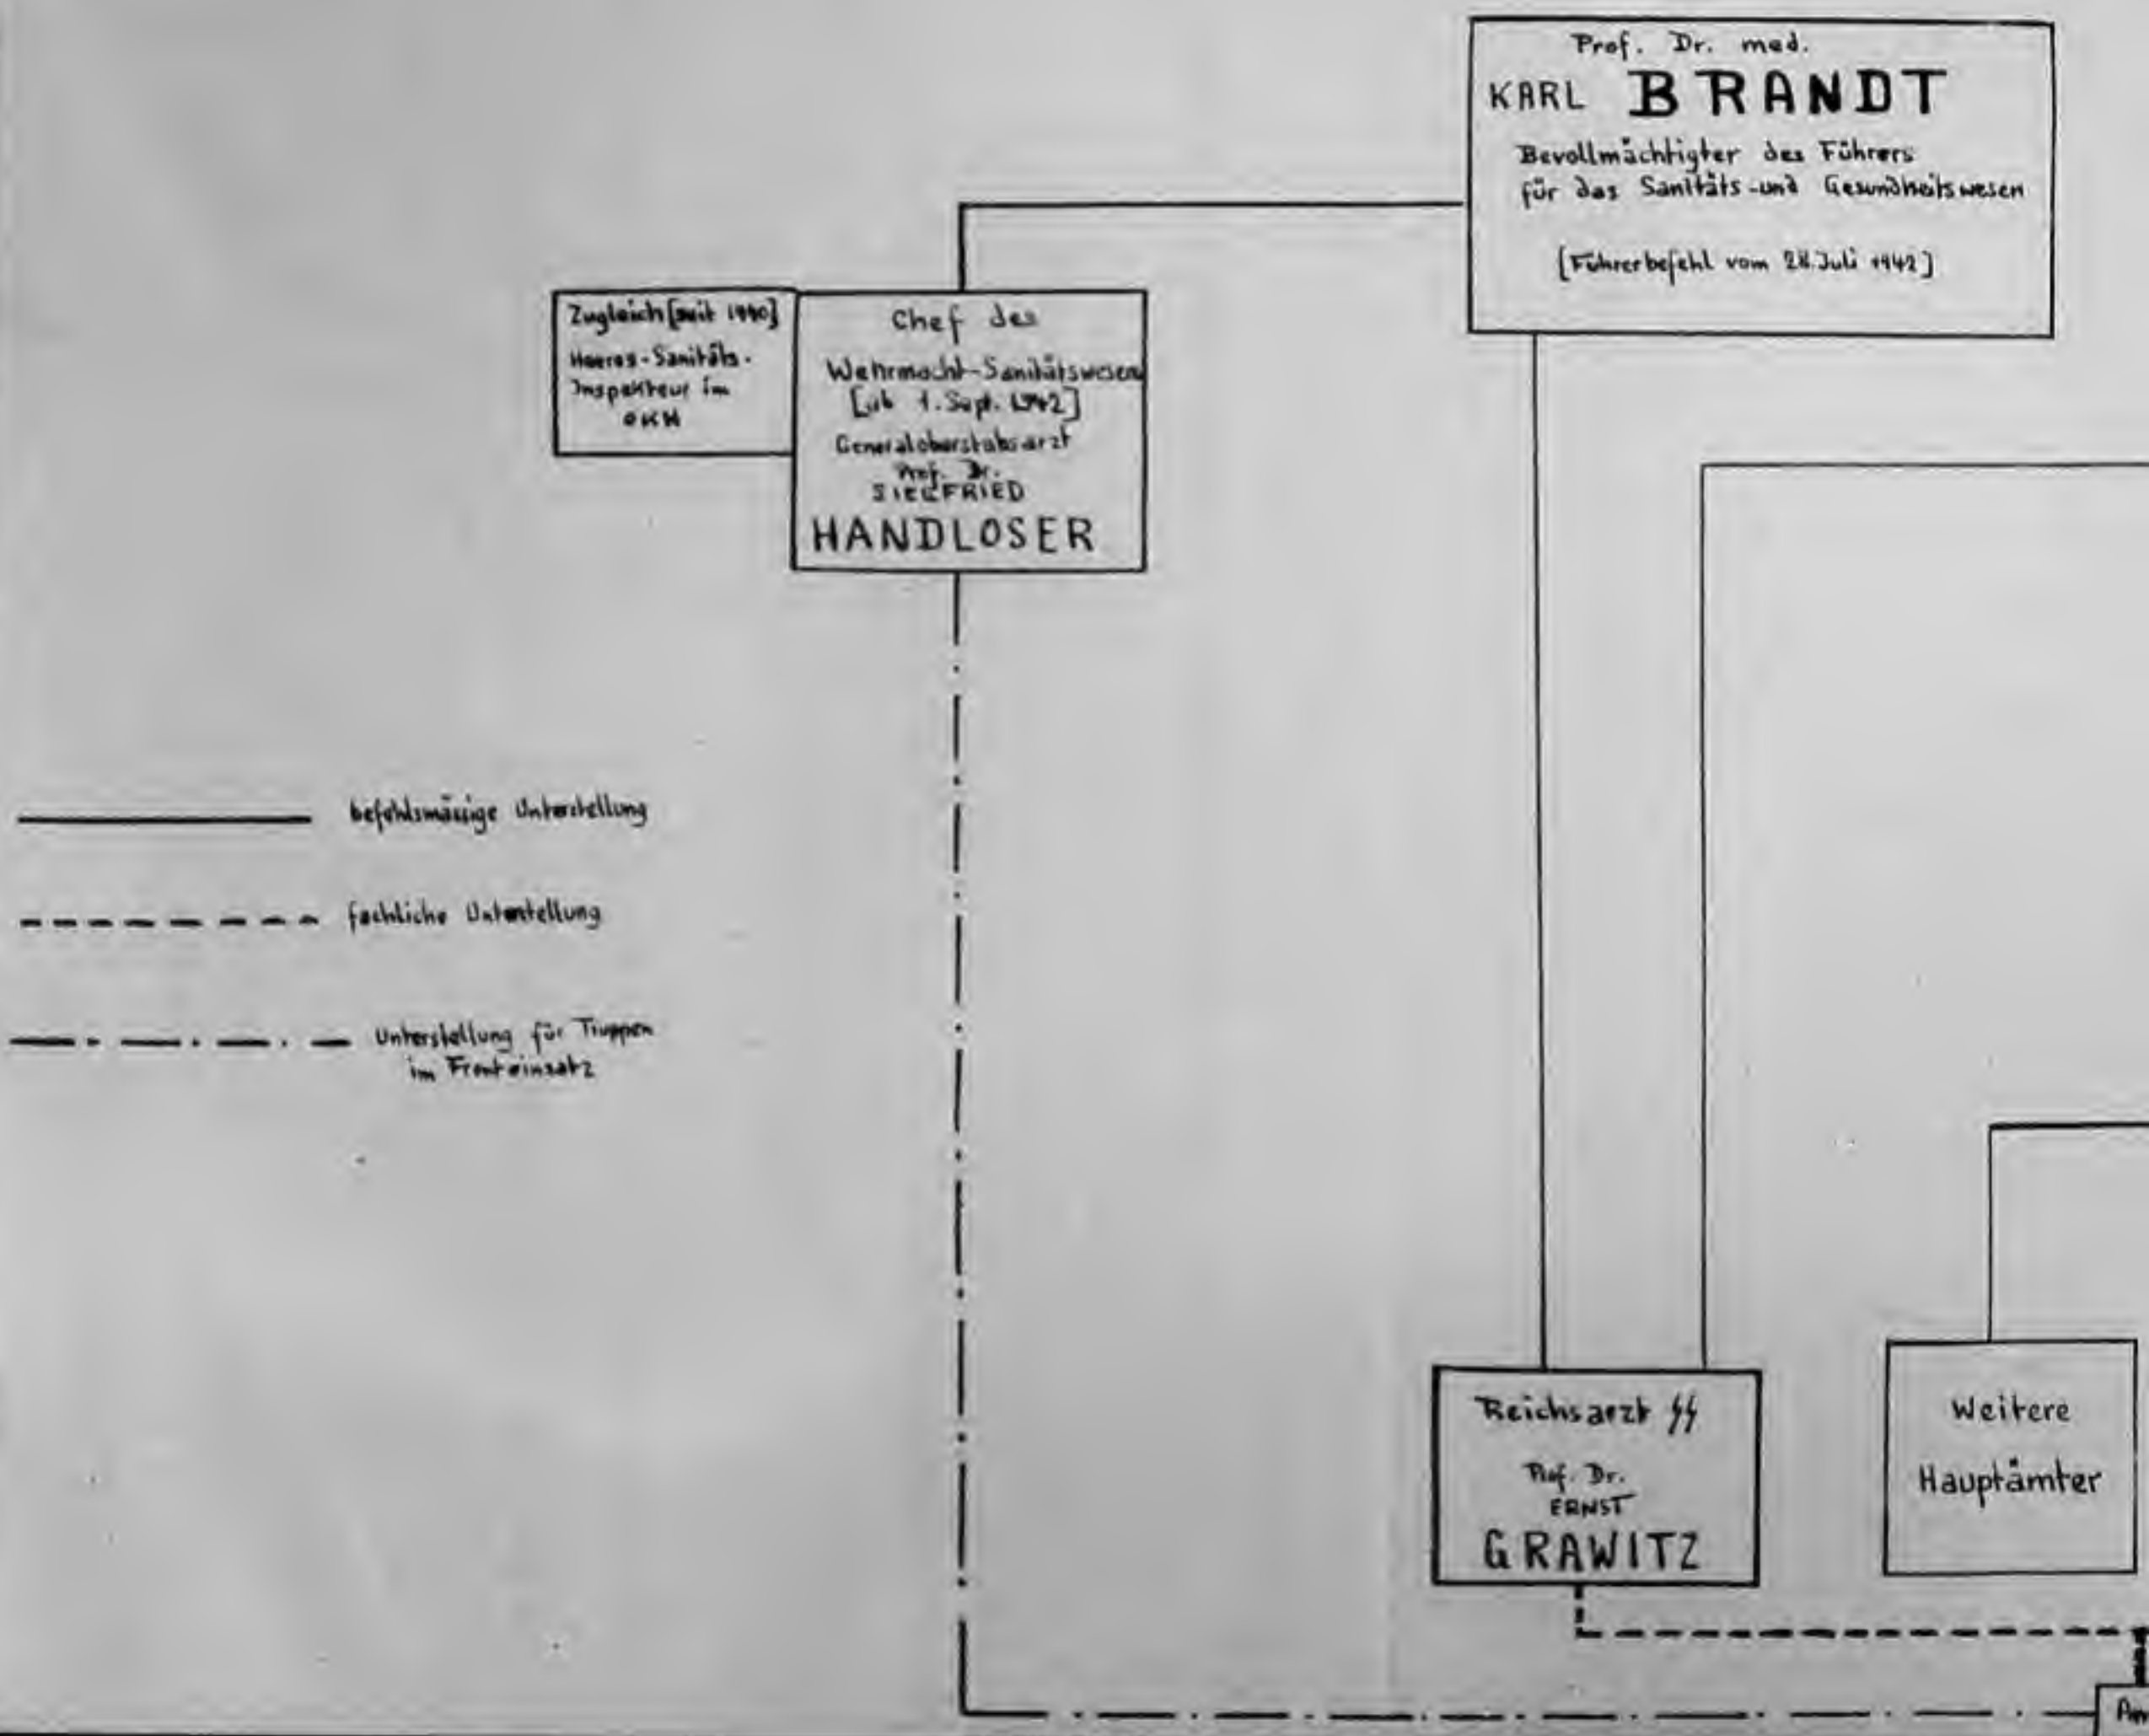 Prof. Dr. med.
KARL BRANDT
Bevollmächtigter des Führers
für das Sanitäts-und Gesundheitswesen
[Führerbefehl vom 28. Juli 1942]
Zugleich [seit 1940]
Heeres-Sanitäts-
Inspekteur im
OKH
Chef des
Wehrmacht-Sanitätswesen
[ab 1. Sept. 1942]
Generaloberstabsarzt
Prof. Dr.
SIEGFRIED
HANDLOSER
befehlsmässige Unterstellung
fachliche Unterstellung
Unterstellung für Truppen
im Fronteinsatz
Reichsarzt SS
Prof. Dr.
ERNST
GRAWITZ
Weitere
Hauptämter